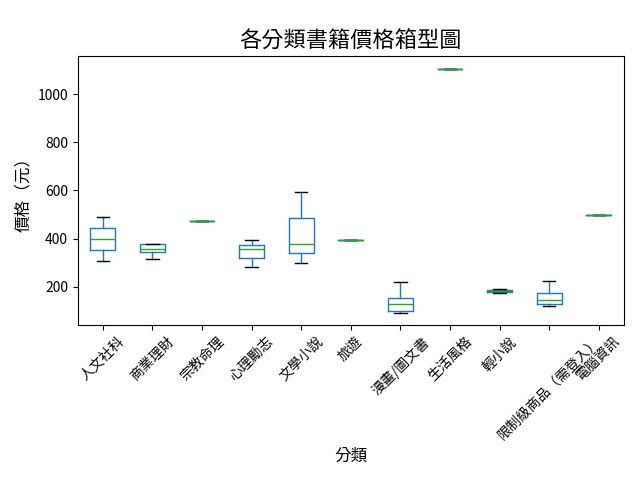 各分類書籍價格箱型圖
價格（元）
1000
800
600
400
200
人文社科
商業理財
宗教命理
心理勵志
文學小說
旅遊
漫畫/圖文書
生活風格
輕小說
限制級商品（需登入）
電腦資訊
分類